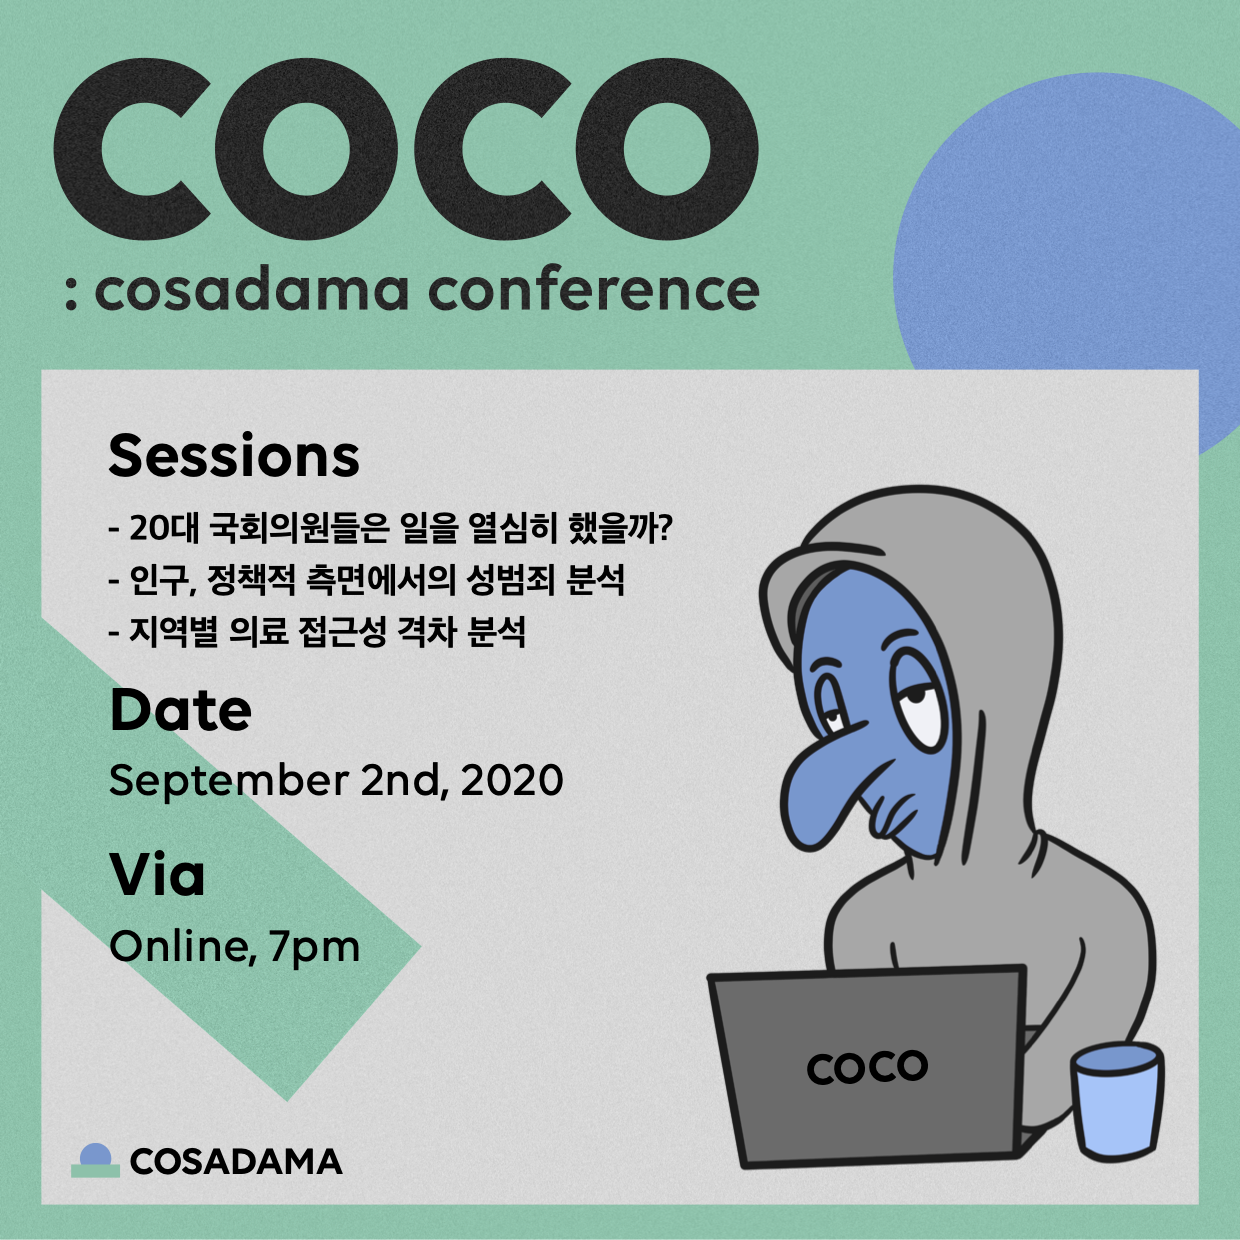 COCO
: cosadama conference
Sessions
- 20대 국회의원들은 일을 열심히 했을까?
- 인구, 정책적 측면에서의 성범죄 분석
- 지역별 의료 접근성 격차 분석
Date
September 2nd, 2020
Via
Online, 7pm
COCO
COSADAMA